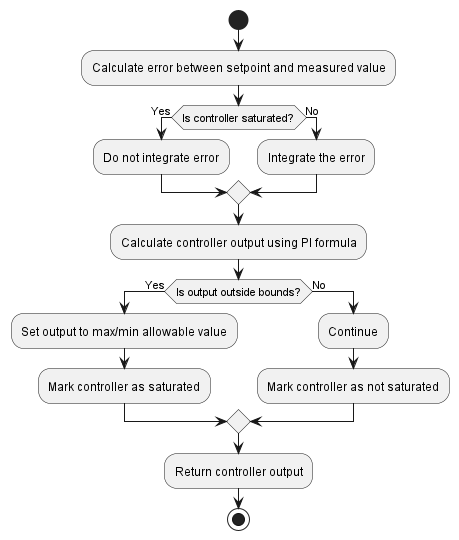 Calculate error between setpoint and measured value
Yes
Is controller saturated?
No
Do not integrate error
Integrate the error
Calculate controller output using PI formula
Yes
Is output outside bounds?
No
Set output to max/min allowable value
Continue
Mark controller as saturated
Mark controller as not saturated
Return controller output